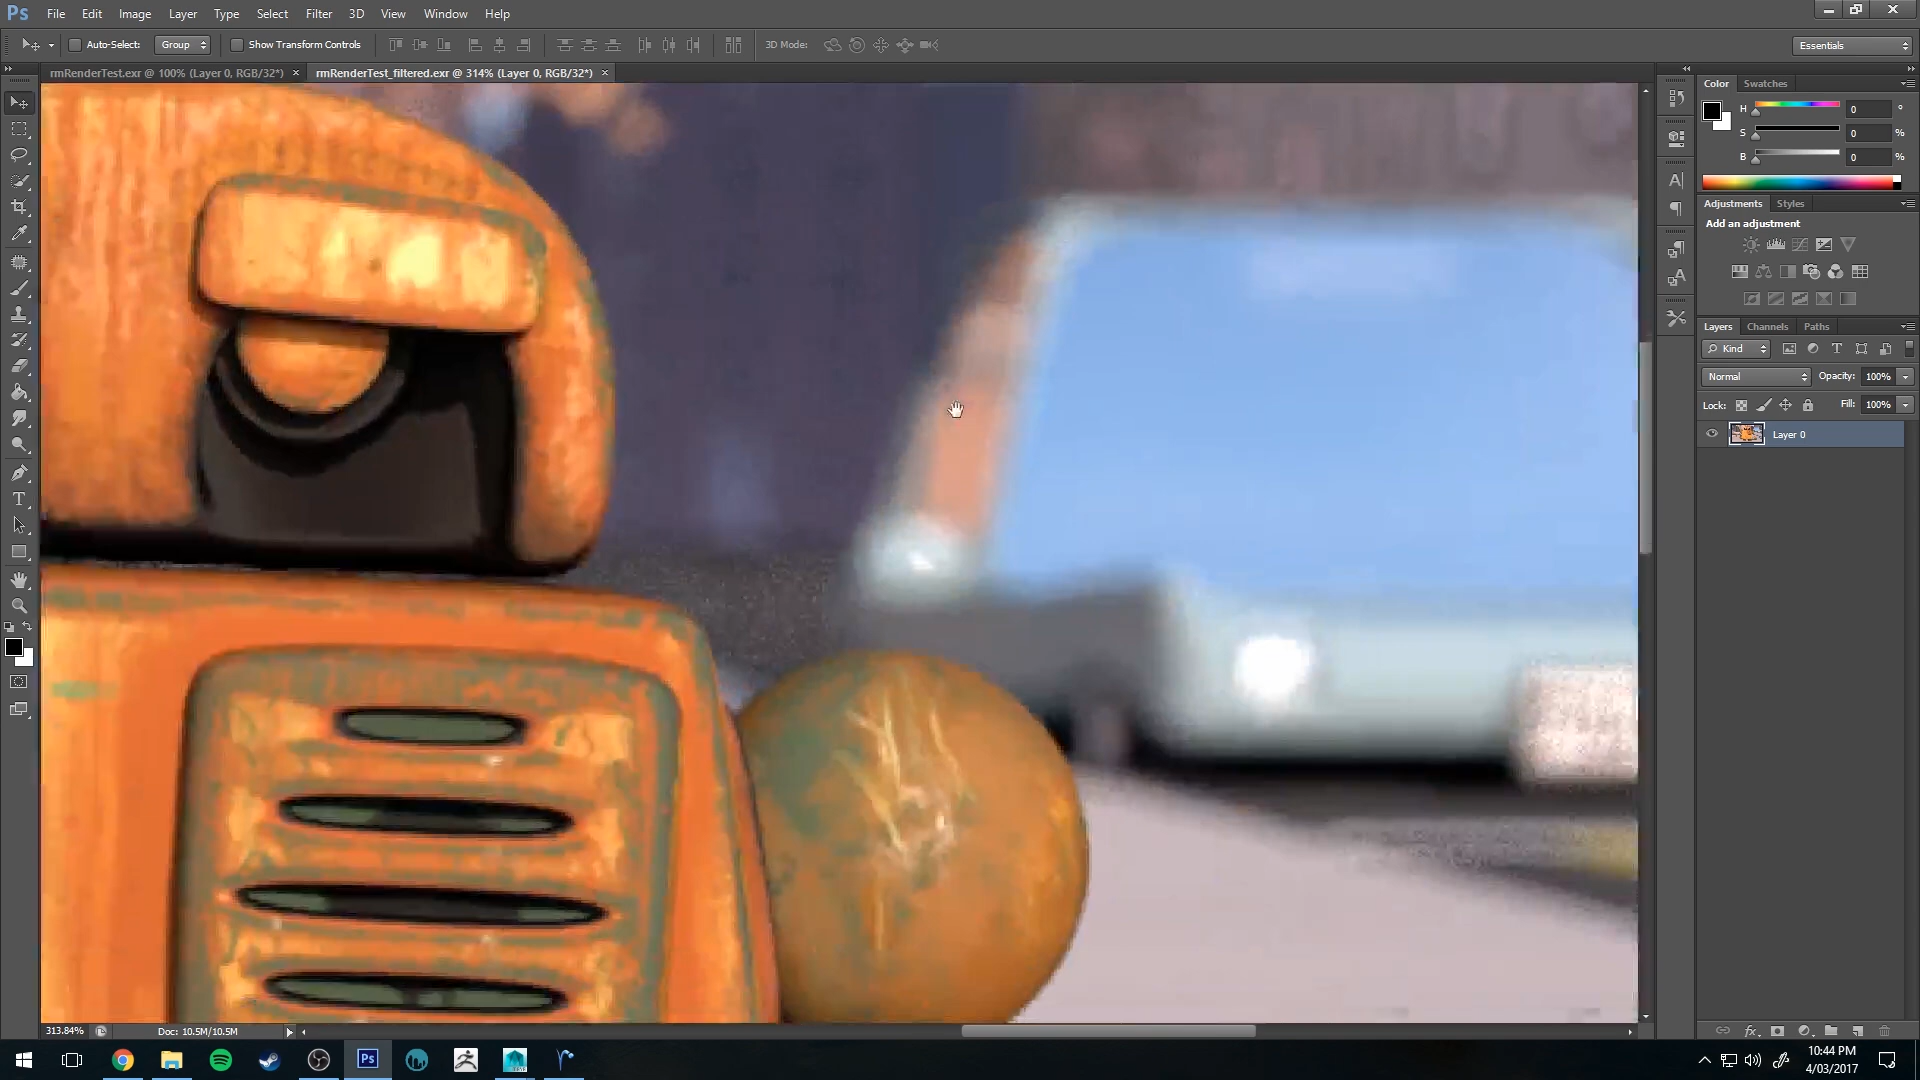 Ps File Edit Image Layer Type Select Filter 3D View Window Help
Auto-Select: Group Show Transform Controls 3D Mode: Essentials
rmRenderTest.exr @ 100% (Layer 0, RGB/32*) × rmRenderTest_filtered.exr @ 314% (Layer 0, RGB/32*) ×
Color Swatches
H 0 °
S 0 %
B 0 %
Adjustments Styles
Add an adjustment
Layers Channels Paths
Kind
Normal Opacity: 100%
Lock: Fill: 100%
Layer 0
313.84% Doc: 10.5M/10.5M
Ps
10:44 PM
4/03/2017